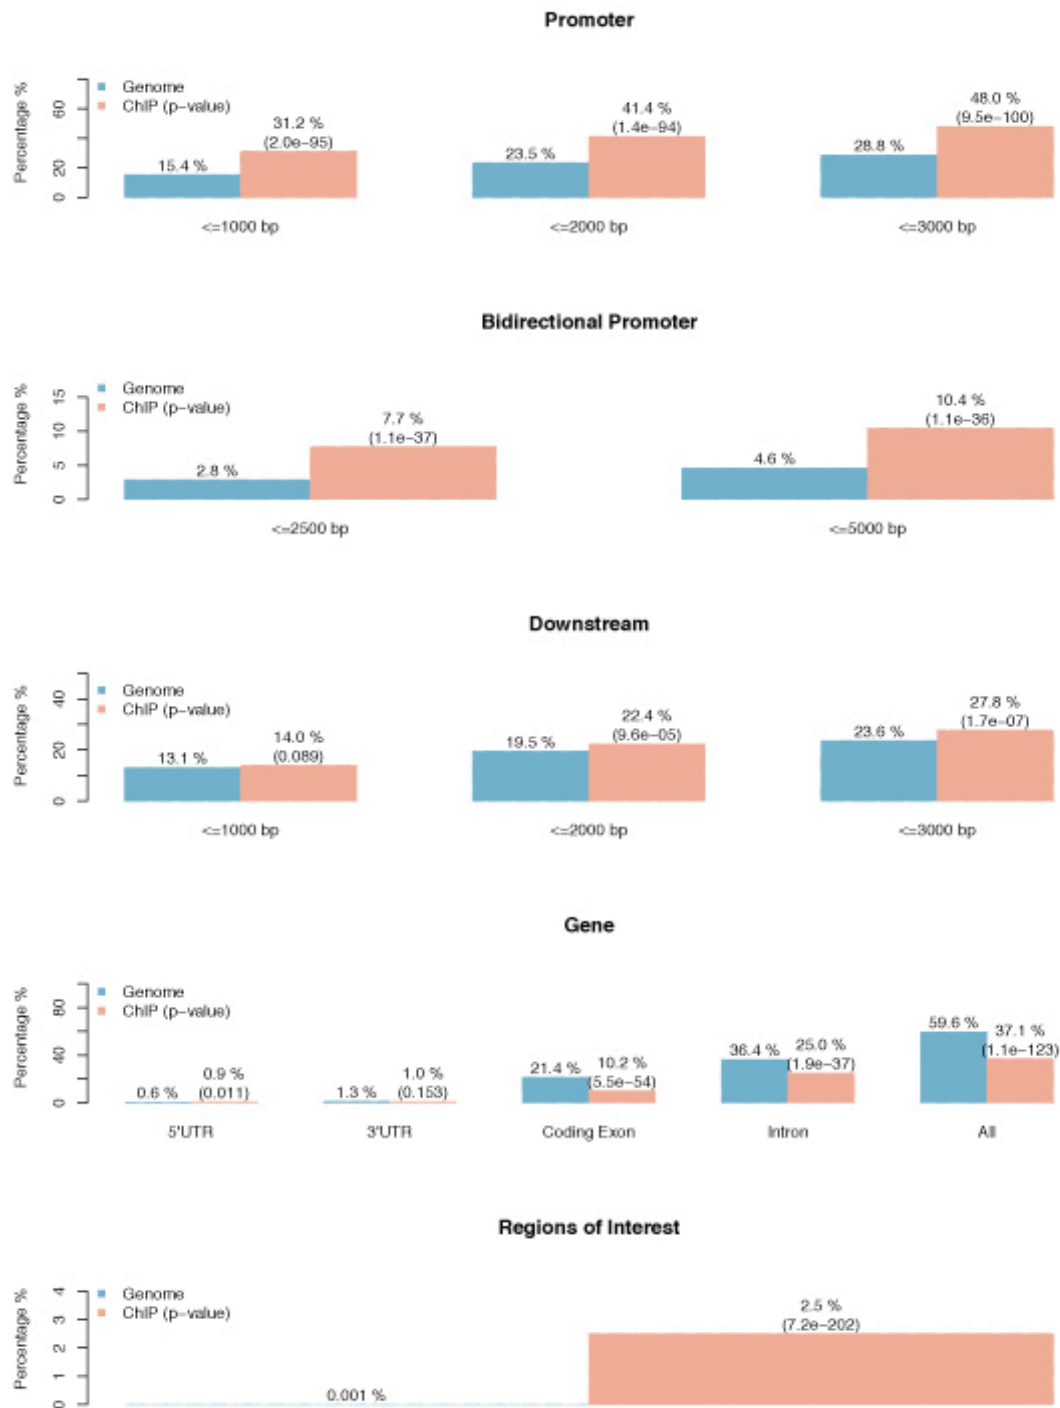 Promoter
Percentage %
0 20 60
Genome
ChIP (p-value)
15.4 %
31.2 %
(2.0e-95)
23.5 %
41.4 %
(1.4e-94)
28.8 %
48.0 %
(9.5e-100)
<=1000 bp
<=2000 bp
<=3000 bp
Bidirectional Promoter
Percentage %
0 5 10 15
Genome
ChIP (p-value)
2.8 %
7.7 %
(1.1e-37)
4.6 %
10.4 %
(1.1e-36)
<=2500 bp
<=5000 bp
Downstream
Percentage %
0 20 40
Genome
ChIP (p-value)
13.1 %
14.0 %
(0.089)
19.5 %
22.4 %
(9.6e-05)
23.6 %
27.8 %
(1.7e-07)
<=1000 bp
<=2000 bp
<=3000 bp
Gene
Percentage %
0 40 80
Genome
ChIP (p-value)
0.6 %
0.9 %
(0.011)
1.3 %
1.0 %
(0.153)
21.4 %
10.2 %
(5.5e-54)
36.4 %
25.0 %
(1.9e-37)
59.6 %
37.1 %
(1.1e-123)
5'UTR
3'UTR
Coding Exon
Intron
All
Regions of Interest
Percentage %
0 1 2 3 4
Genome
ChIP (p-value)
0.001 %
2.5 %
(7.2e-202)